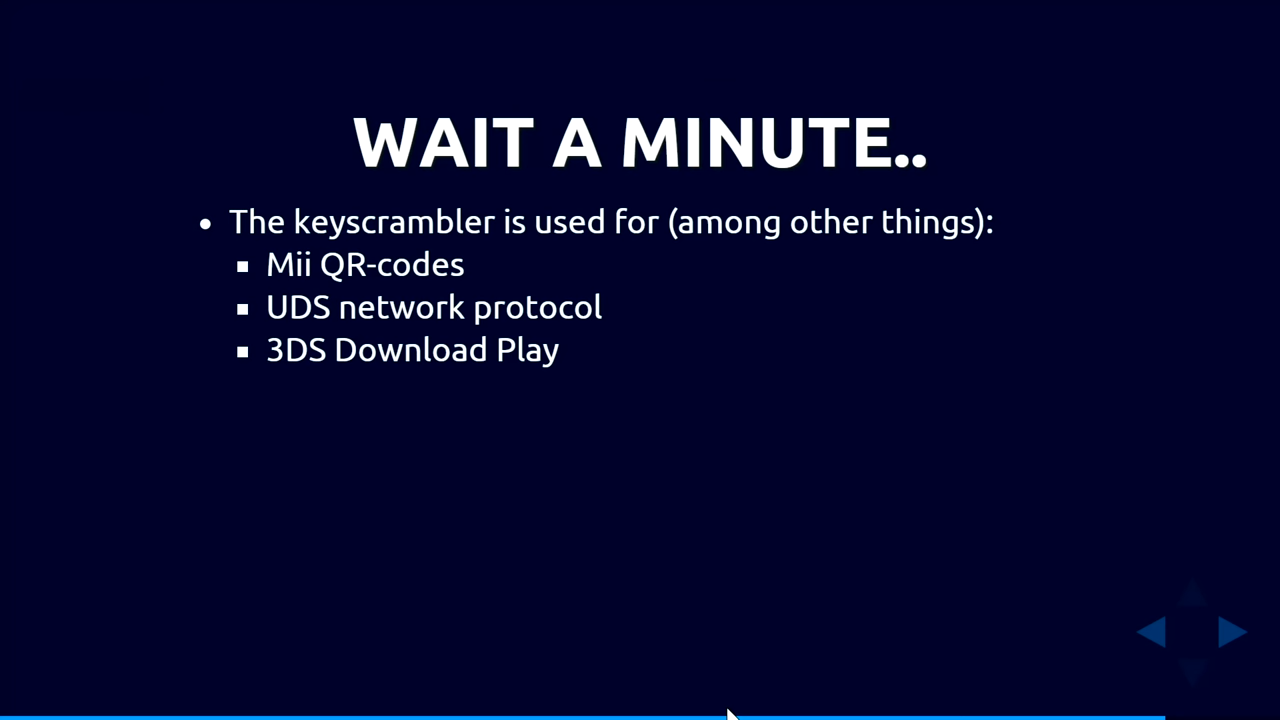 WAIT A MINUTE..
The keyscrambler is used for (among other things):
Mii QR-codes
UDS network protocol
3DS Download Play